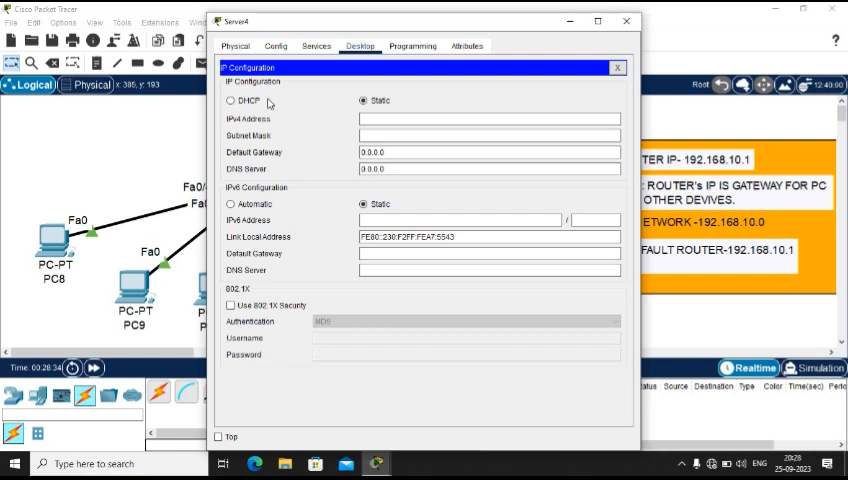 Cisco Packet Tracer
File Edit Options View Tools Extensions
Server4
Physical Config Services Desktop Programming Attributes
Logical Physical x: 385, y: 193
Root 12:40:00
IP Configuration X
IP Configuration
DHCP Static
IPv4 Address
Subnet Mask
Default Gateway 0.0.0.0
DNS Server 0.0.0.0
IPv6 Configuration
Automatic Static
IPv6 Address /
Link Local Address FE80::230:F2FF:FEA7:5543
Default Gateway
DNS Server
802.1X
Use 802.1X Security
Authentication MD5
Username
Password
Top
TER IP- 192.168.10.1
: ROUTER's IP IS GATEWAY FOR PC
OTHER DEVIVES.
ETWORK -192.168.10.0
FAULT ROUTER-192.168.10.1
Fa0/
Fa0
Fa0
PC-PT
PC8
Fa0
PC-PT
PC9
P
Time: 00:28:34
Realtime Simulation
atus Source Destination Type Color Time(sec) Perio
Type here to search
ENG
20:28
25-09-2023